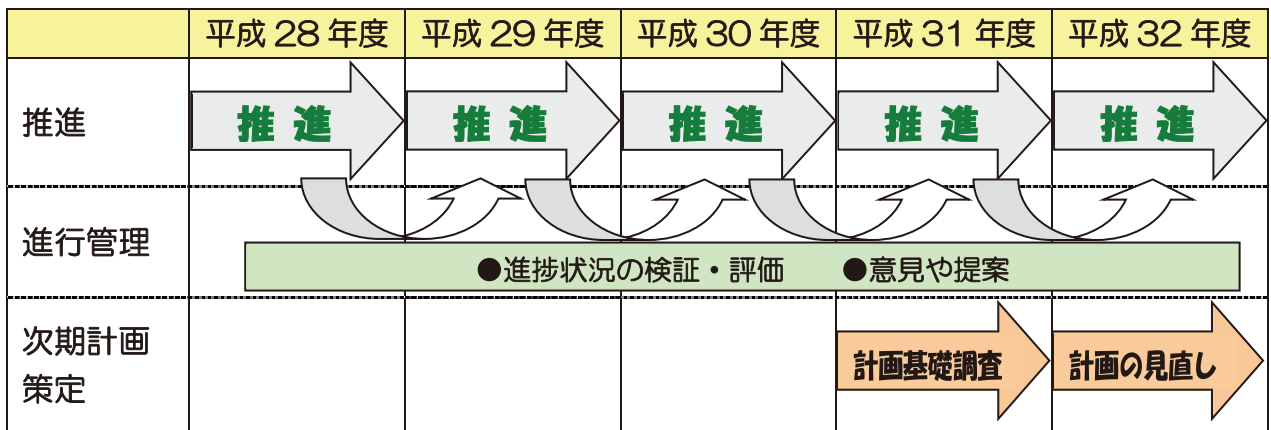 平成 28 年度 平成 29 年度 平成 30 年度 平成 31 年度 平成 32 年度
推進 推 進 推 進 推 進 推 進 推 進
進行管理
●進捗状況の検証・評価 ●意見や提案
次期計画
策定
計画基礎調査 計画の見直し